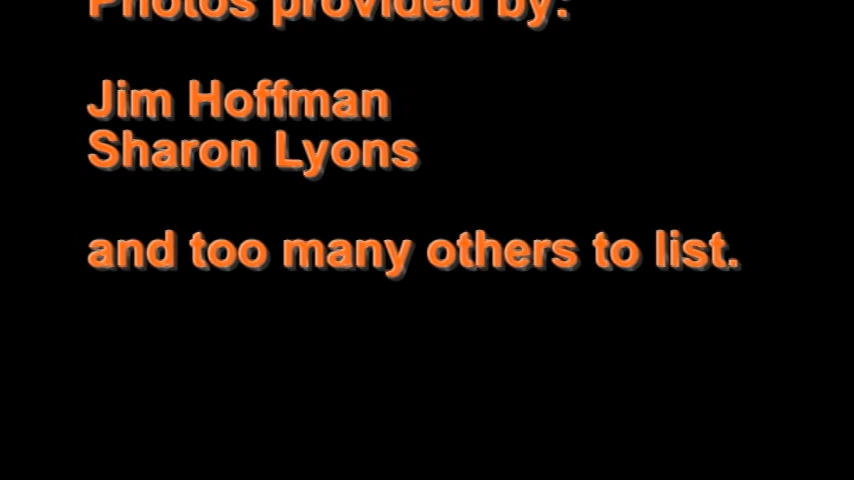 Photos provided by:
Jim Hoffman
Sharon Lyons
and too many others to list.